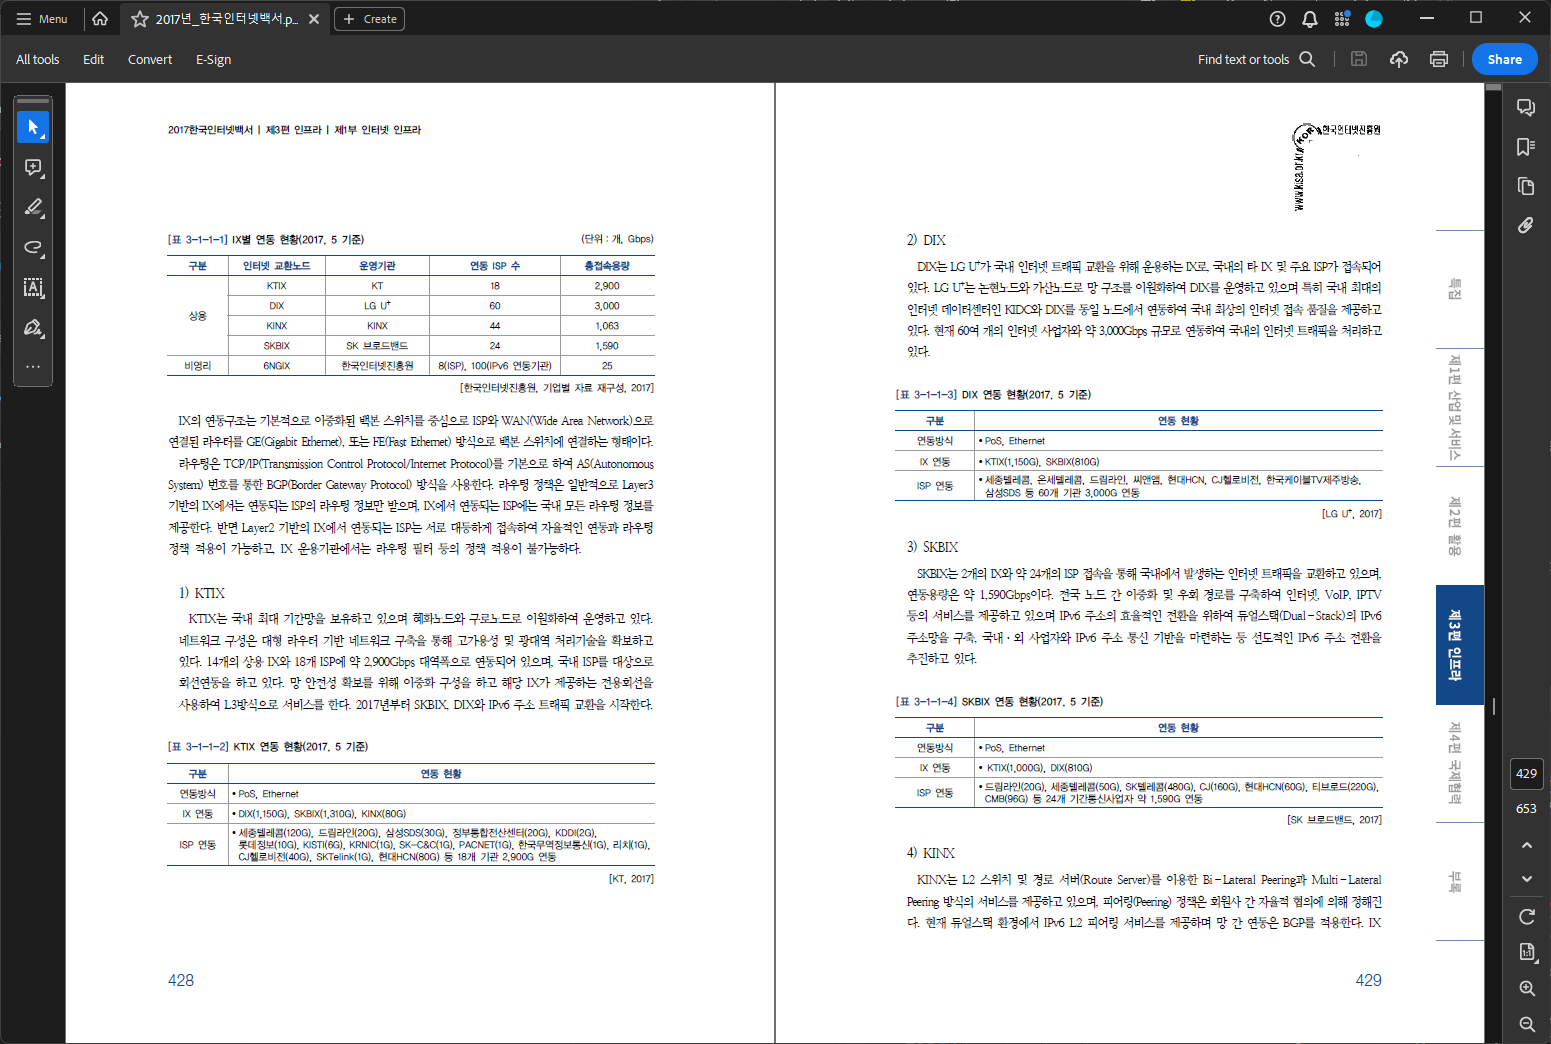 Menu
2017년_한국인터넷백서.p...
Create
All tools
Edit
Convert
E-Sign
Find text or tools
Share
2017한국인터넷백서 | 제3편 인프라 | 제1부 인터넷 인프라
[표 3-1-1-1] IX별 연동 현황(2017. 5 기준)
(단위 : 개, Gbps)
구분 인터넷 교환노드 운영기관 연동 ISP 수 총접속용량
상용
KTIX KT 18 2,900
DIX LG U+ 60 3,000
KINX KINX 44 1,063
SKBIX SK 브로드밴드 24 1,590
비영리 6NGIX 한국인터넷진흥원 8(ISP), 100(IPv6 연동기관) 25
[한국인터넷진흥원, 기업별 자료 재구성, 2017]
IX의 연동구조는 기본적으로 이중화된 백본 스위치를 중심으로 ISP와 WAN(Wide Area Network)으로
연결된 라우터를 GE(Gigabit Ethernet), 또는 FE(Fast Ethernet) 방식으로 백본 스위치에 연결하는 형태이다.
라우팅은 TCP/IP(Transmission Control Protocol/Internet Protocol)를 기본으로 하여 AS(Autonomous
System) 번호를 통한 BGP(Border Gateway Protocol) 방식을 사용한다. 라우팅 정책은 일반적으로 Layer3
기반의 IX에서는 연동되는 ISP의 라우팅 정보만 받으며, IX에서 연동되는 ISP에는 국내 모든 라우팅 정보를
제공한다. 반면 Layer2 기반의 IX에서 연동되는 ISP는 서로 대등하게 접속하여 자율적인 연동과 라우팅
정책 적용이 가능하고, IX 운용기관에서는 라우팅 필터 등의 정책 적용이 불가능하다.
1) KTIX
KTIX는 국내 최대 기간망을 보유하고 있으며 혜화노드와 구로노드로 이원화하여 운영하고 있다.
네트워크 구성은 대형 라우터 기반 네트워크 구축을 통해 고가용성 및 광대역 처리기술을 확보하고
있다. 14개의 상용 IX와 18개 ISP에 약 2,900Gbps 대역폭으로 연동되어 있으며, 국내 ISP를 대상으로
회선연동을 하고 있다. 망 안전성 확보를 위해 이중화 구성을 하고 해당 IX가 제공하는 전용회선을
사용하여 L3방식으로 서비스를 한다. 2017년부터 SKBIX, DIX와 IPv6 주소 트래픽 교환을 시작한다.
[표 3-1-1-2] KTIX 연동 현황(2017. 5 기준)
구분 연동 현황
연동방식 • PoS, Ethernet
IX 연동 • DIX(1,150G), SKBIX(1,310G), KINX(80G)
ISP 연동 • 세종텔레콤(120G), 드림라인(20G), 삼성SDS(30G), 정부통합전산센터(20G), KDDI(2G),
롯데정보(10G), KISTI(6G), KRNIC(1G), SK-C&C(1G), PACNET(1G), 한국무역정보통신(1G), 리치(1G),
CJ헬로비전(40G), SKTelink(1G), 현대HCN(80G) 등 18개 기관 2,900G 연동
[KT, 2017]
428
한국인터넷진흥원
www.kisa.or.kr
2) DIX
DIX는 LG U+가 국내 인터넷 트래픽 교환을 위해 운용하는 IX로, 국내의 타 IX 및 주요 ISP가 접속되어
있다. LG U+는 논현노드와 가산노드로 망 구조를 이원화하여 DIX를 운영하고 있으며 특히 국내 최대의
인터넷 데이터센터인 KIDC와 DIX를 동일 노드에서 연동하여 국내 최상의 인터넷 접속 품질을 제공하고
있다. 현재 60여 개의 인터넷 사업자와 약 3,000Gbps 규모로 연동하여 국내의 인터넷 트래픽을 처리하고
있다.
[표 3-1-1-3] DIX 연동 현황(2017. 5 기준)
구분 연동 현황
연동방식 • PoS, Ethernet
IX 연동 • KTIX(1,150G), SKBIX(810G)
ISP 연동 • 세종텔레콤, 온세텔레콤, 드림라인, 씨앤앰, 현대HCN, CJ헬로비전, 한국케이블TV제주방송,
삼성SDS 등 60개 기관 3,000G 연동
[LG U+, 2017]
3) SKBIX
SKBIX는 2개의 IX와 약 24개의 ISP 접속을 통해 국내에서 발생하는 인터넷 트래픽을 교환하고 있으며,
연동용량은 약 1,590Gbps이다. 전국 노드 간 이중화 및 우회 경로를 구축하여 인터넷, VoIP, IPTV
등의 서비스를 제공하고 있으며 IPv6 주소의 효율적인 전환을 위하여 듀얼스택(Dual-Stack)의 IPv6
주소망을 구축, 국내·외 사업자와 IPv6 주소 통신 기반을 마련하는 등 선도적인 IPv6 주소 전환을
추진하고 있다.
[표 3-1-1-4] SKBIX 연동 현황(2017. 5 기준)
구분 연동 현황
연동방식 • PoS, Ethernet
IX 연동 • KTIX(1,000G), DIX(810G)
ISP 연동 • 드림라인(20G), 세종텔레콤(50G), SK텔레콤(480G), CJ(160G), 현대HCN(60G), 티브로드(220G),
CMB(96G) 등 24개 기간통신사업자 약 1,590G 연동
[SK 브로드밴드, 2017]
4) KINX
KINX는 L2 스위치 및 경로 서버(Route Server)를 이용한 Bi-Lateral Peering과 Multi-Lateral
Peering 방식의 서비스를 제공하고 있으며, 피어링(Peering) 정책은 회원사 간 자율적 협의에 의해 정해진
다. 현재 듀얼스택 환경에서 IPv6 L2 피어링 서비스를 제공하며 망 간 연동은 BGP를 적용한다. IX
429
특집
제1편 산업 및 서비스
제2편 활용
제3편 인프라
제4편 국제협력
부록
429
653